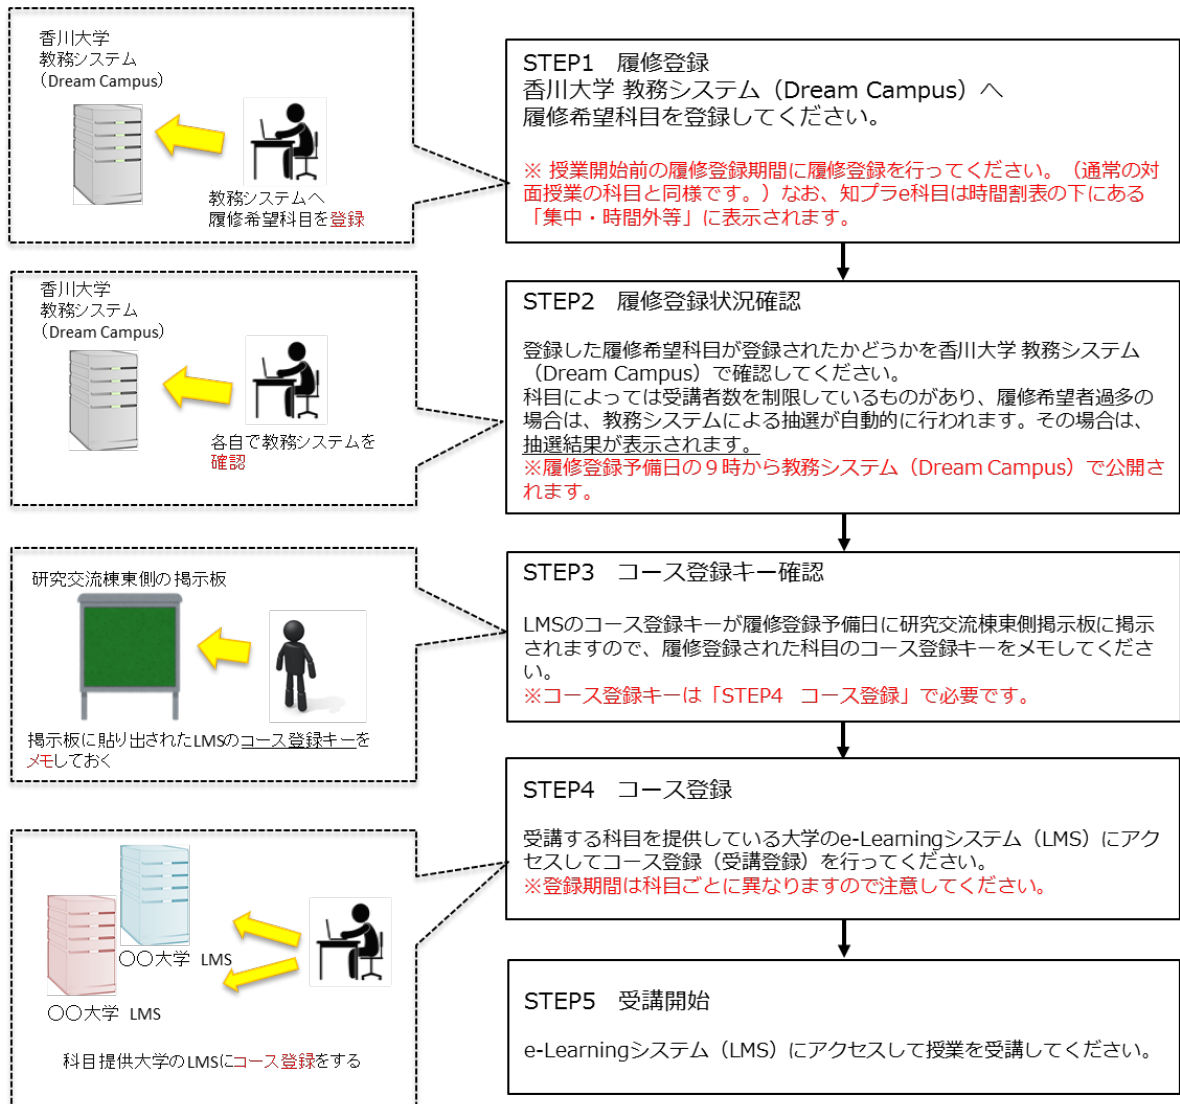 香川大学
教務システム
（Dream Campus）
教務システムへ
履修希望科目を登録
STEP1　履修登録
香川大学 教務システム（Dream Campus）へ
履修希望科目を登録してください。
※ 授業開始前の履修登録期間に履修登録を行ってください。（通常の対
面授業の科目と同様です。）なお、知プラe科目は時間割表の下にある
「集中・時間外等」に表示されます。
香川大学
教務システム
（Dream Campus）
各自で教務システムを
確認
STEP2　履修登録状況確認
登録した履修希望科目が登録されたかどうかを香川大学 教務システム
（Dream Campus）で確認してください。
科目によっては受講者数を制限しているものがあり、履修希望者過多の
場合は、教務システムによる抽選が自動的に行われます。その場合は、
抽選結果が表示されます。
※履修登録予備日の９時から教務システム（Dream Campus）で公開さ
れます。
研究交流棟東側の掲示板
掲示板に貼り出されたLMSのコース登録キーを
メモしておく
STEP3　コース登録キー確認
LMSのコース登録キーが履修登録予備日に研究交流棟東側掲示板に掲示
されますので、履修登録された科目のコース登録キーをメモしてくださ
い。
※コース登録キーは「STEP4　コース登録」で必要です。
〇〇大学 LMS
〇〇大学 LMS
科目提供大学のLMSにコース登録をする
STEP4　コース登録
受講する科目を提供している大学のe-Learningシステム（LMS）にアク
セスしてコース登録（受講登録）を行ってください。
※登録期間は科目ごとに異なりますので注意してください。
STEP5　受講開始
e-Learningシステム（LMS）にアクセスして授業を受講してください。